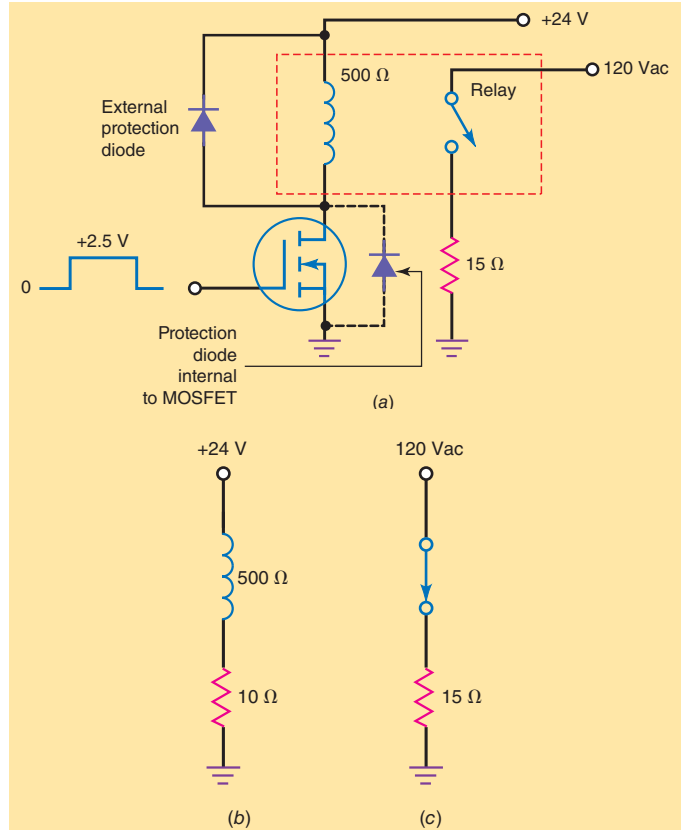 +24 V
500 Ω
120 Vac
Relay
External
protection
diode
+2.5 V
0
15 Ω
Protection
diode
internal
to MOSFET
(a)
+24 V
120 Vac
500 Ω
10 Ω
15 Ω
(b)
(c)